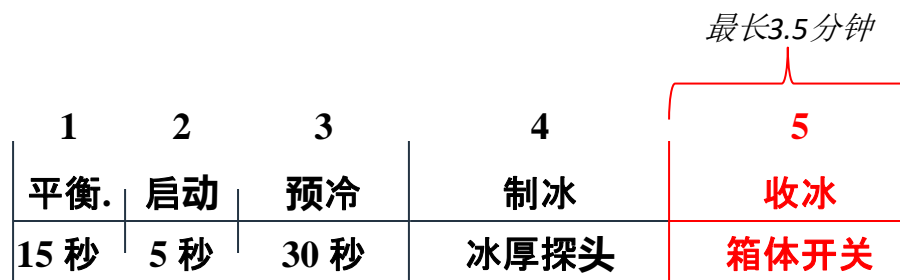 最长3.5分钟
1 2 3 4 5
平衡. 启动 预冷 制冰 收冰
15 秒 5 秒 30 秒 冰厚探头 箱体开关